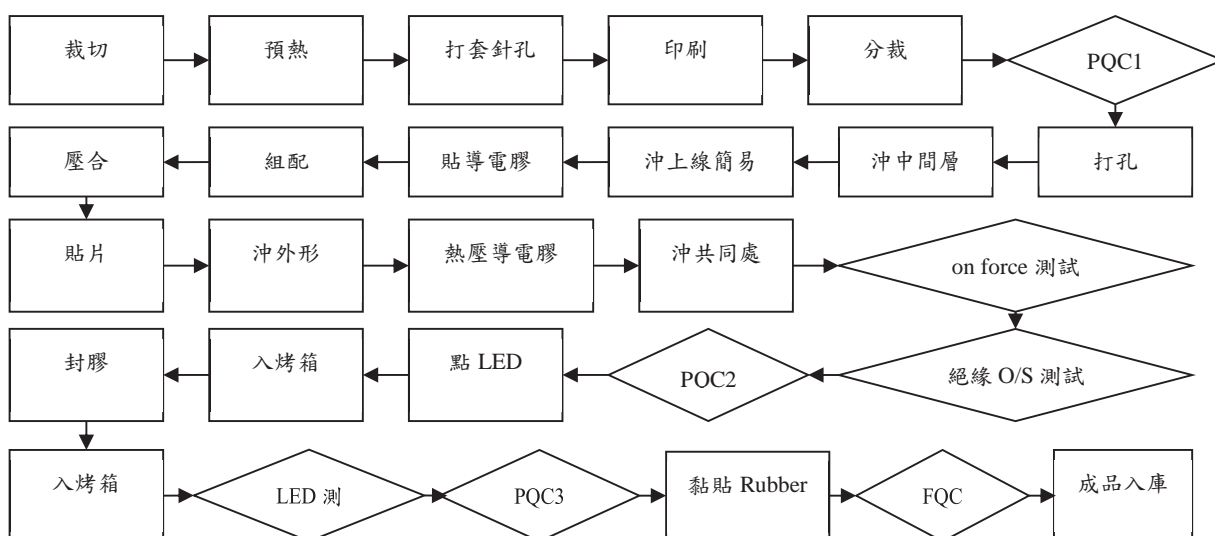 裁切
預熱
打套針孔
印刷
分裁
PQC1
壓合
組配
貼導電膠
沖上線簡易
沖中間層
打孔
貼片
沖外形
熱壓導電膠
沖共同處
on force 測試
封膠
入烤箱
點 LED
PQC2
絕緣 O/S 測試
入烤箱
LED 測
PQC3
黏貼 Rubber
FQC
成品入庫